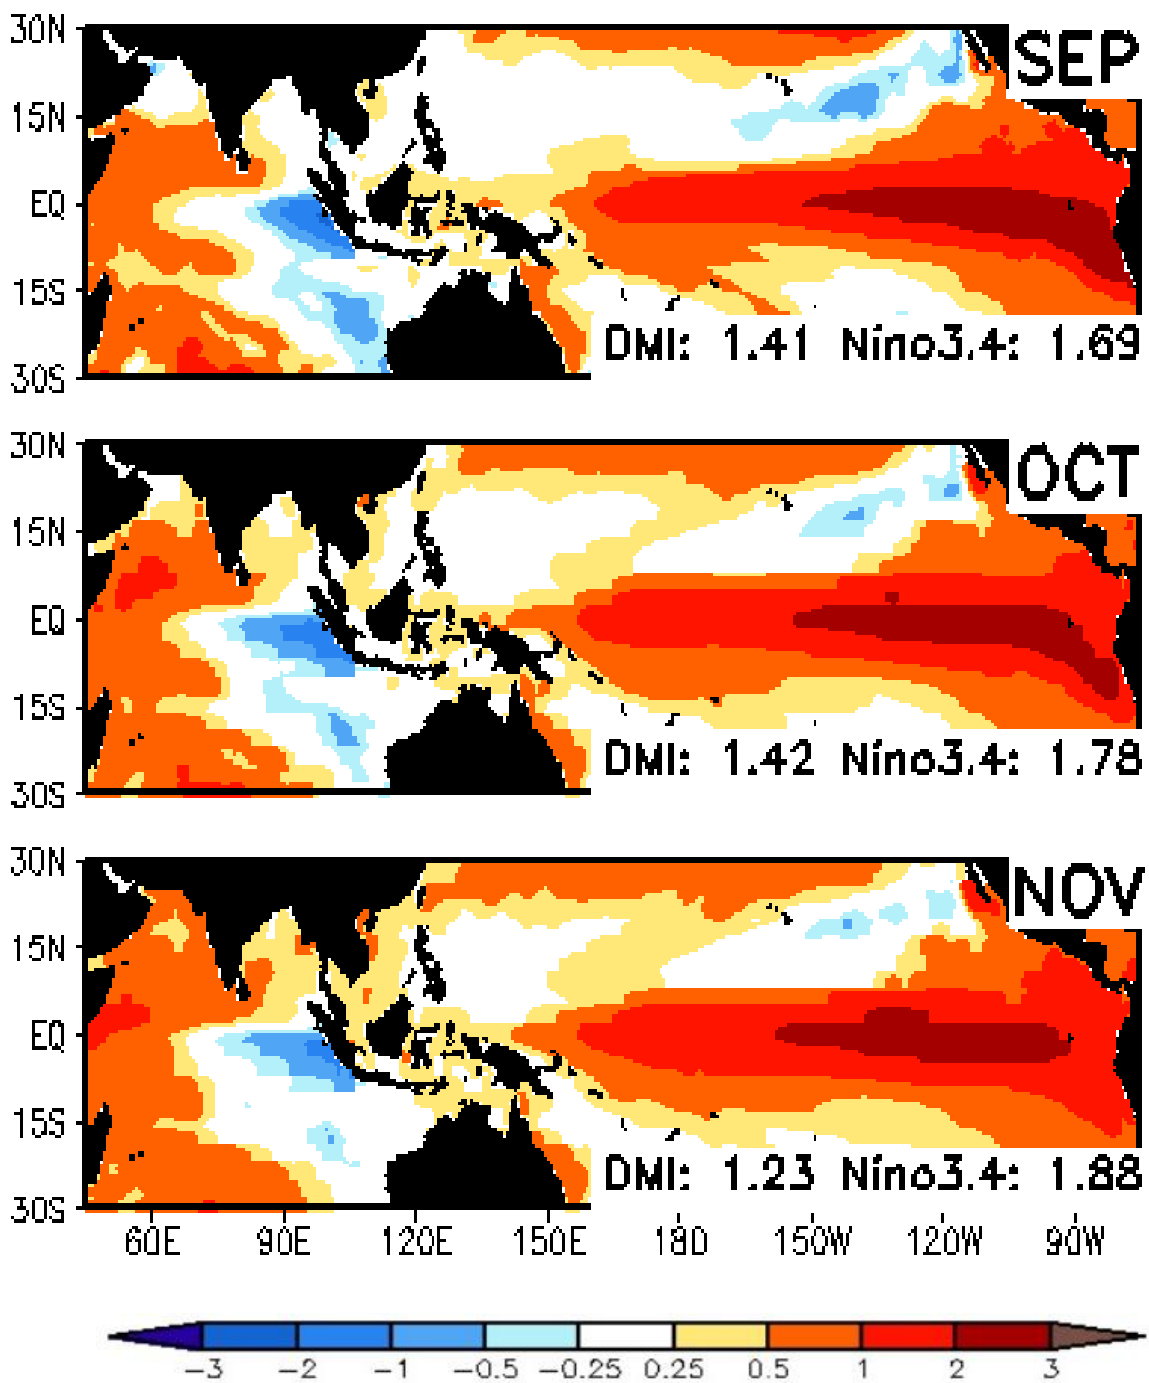 30N
SEP
15N
EQ
15S
DMI: 1.41 Nino3.4: 1.69
30S
30N
OCT
15N
EQ
15S
DMI: 1.42 Nino3.4: 1.78
30S
30N
NOV
15N
EQ
15S
DMI: 1.23 Nino3.4: 1.88
30S
60E 90E 120E 150E 180 150W 120W 90W
-3 -2 -1 -0.5 -0.25 0.25 0.5 1 2 3